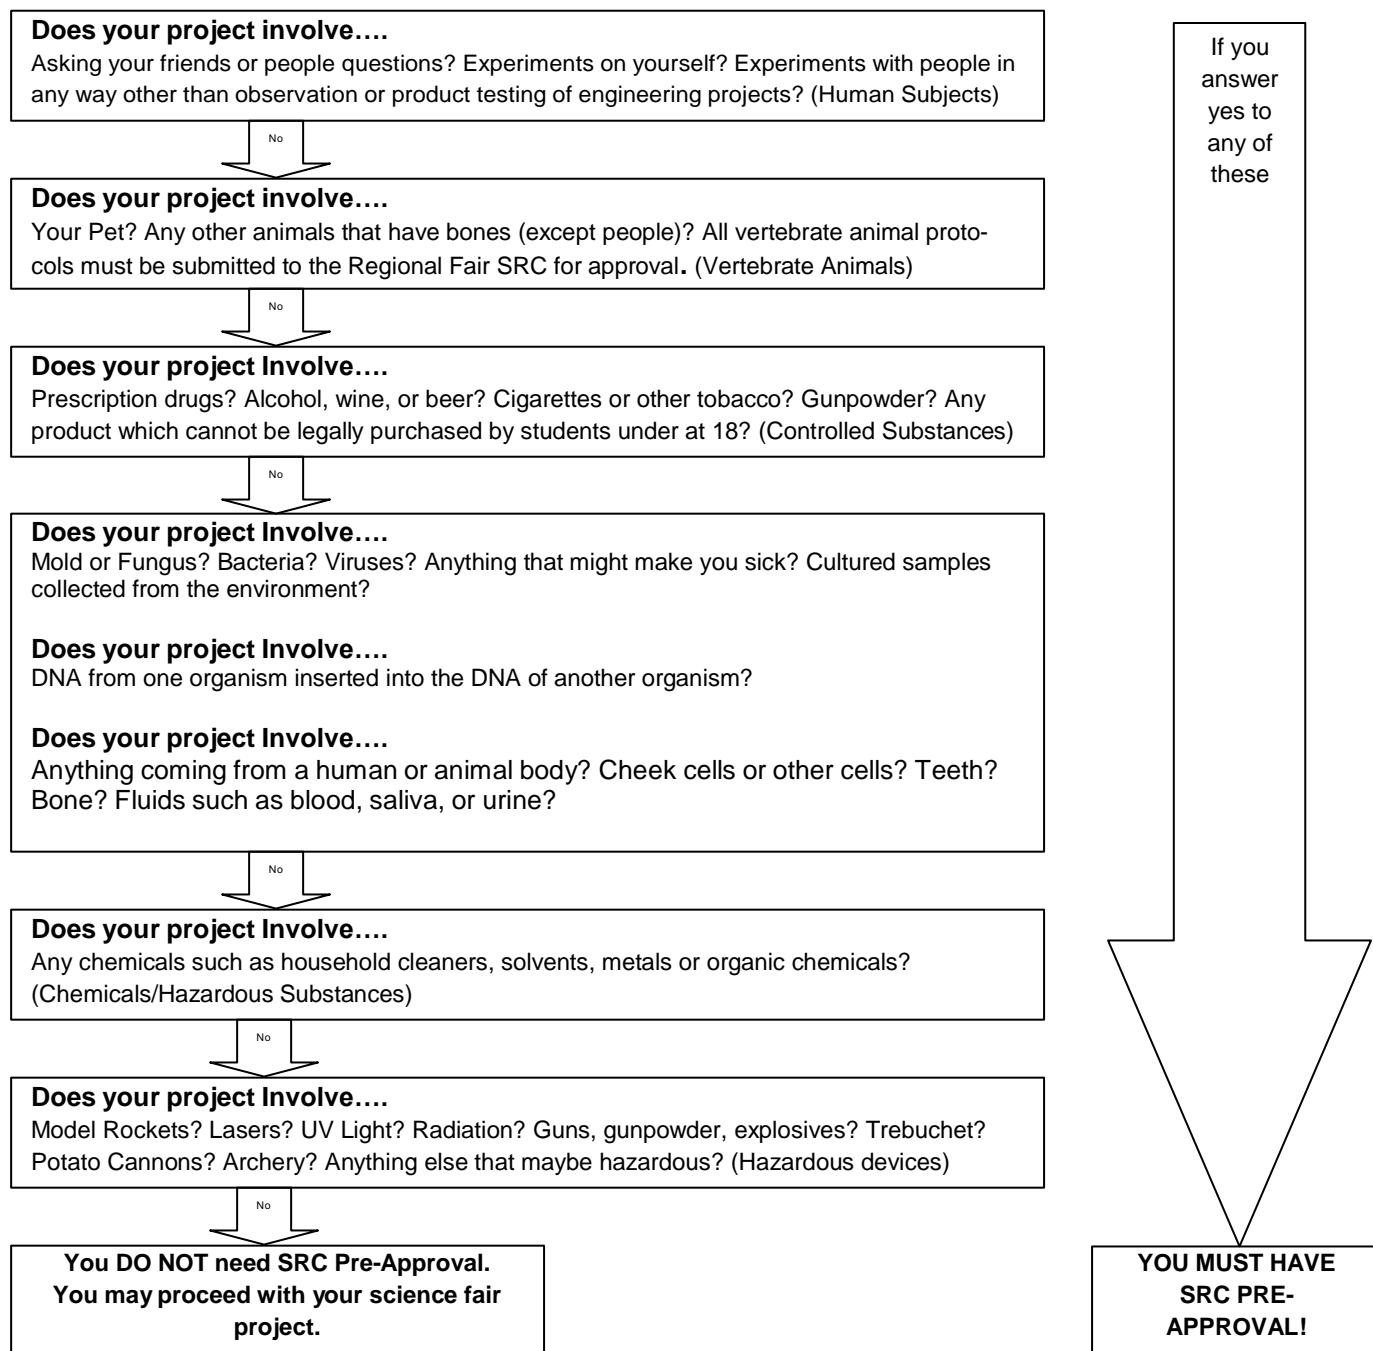 Does your project involve….
Asking your friends or people questions? Experiments on yourself? Experiments with people in
any way other than observation or product testing of engineering projects? (Human Subjects)
No
Does your project involve….
Your Pet? Any other animals that have bones (except people)? All vertebrate animal proto-
cols must be submitted to the Regional Fair SRC for approval. (Vertebrate Animals)
No
Does your project Involve….
Prescription drugs? Alcohol, wine, or beer? Cigarettes or other tobacco? Gunpowder? Any
product which cannot be legally purchased by students under at 18? (Controlled Substances)
No
Does your project Involve….
Mold or Fungus? Bacteria? Viruses? Anything that might make you sick? Cultured samples
collected from the environment?
Does your project Involve….
DNA from one organism inserted into the DNA of another organism?
Does your project Involve….
Anything coming from a human or animal body? Cheek cells or other cells? Teeth?
Bone? Fluids such as blood, saliva, or urine?
No
Does your project Involve….
Any chemicals such as household cleaners, solvents, metals or organic chemicals?
(Chemicals/Hazardous Substances)
No
Does your project Involve….
Model Rockets? Lasers? UV Light? Radiation? Guns, gunpowder, explosives? Trebuchet?
Potato Cannons? Archery? Anything else that maybe hazardous? (Hazardous devices)
No
You DO NOT need SRC Pre-Approval.
You may proceed with your science fair
project.
If you
answer
yes to
any of
these
YOU MUST HAVE
SRC PRE-
APPROVAL!